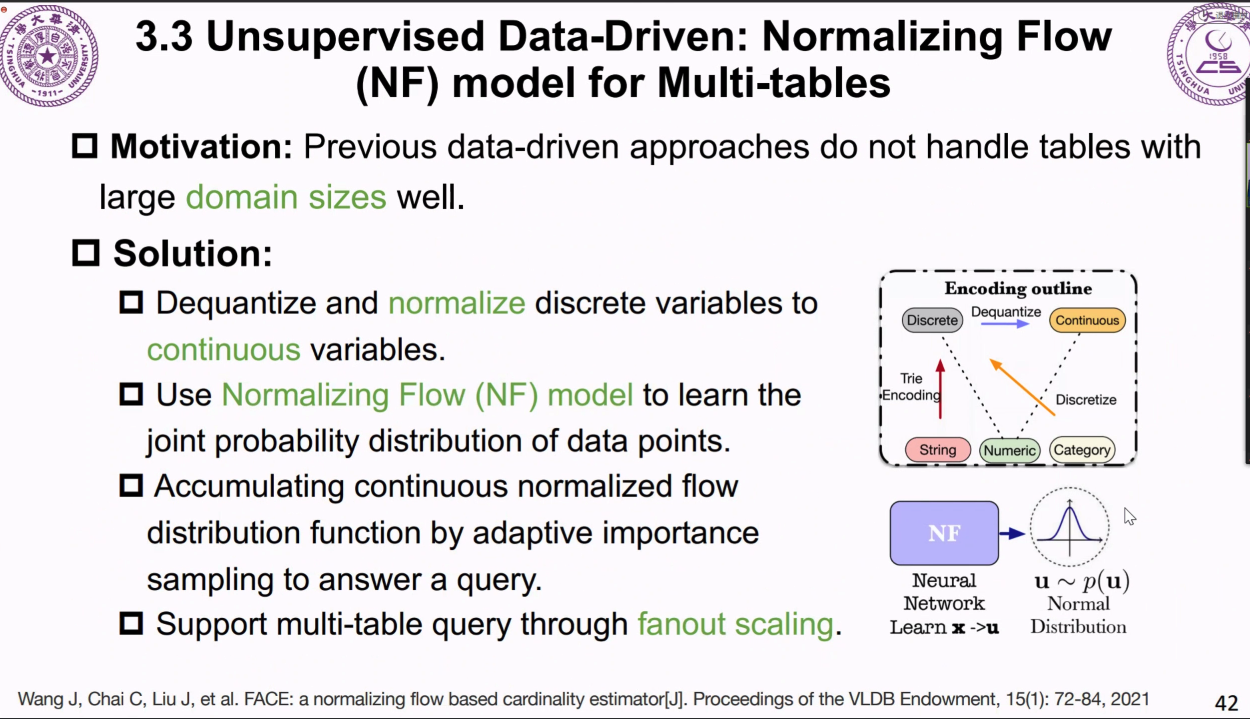 3.3 Unsupervised Data-Driven: Normalizing Flow
(NF) model for Multi-tables
Motivation: Previous data-driven approaches do not handle tables with
large domain sizes well.
Solution:
Dequantize and normalize discrete variables to
continuous variables.
Use Normalizing Flow (NF) model to learn the
joint probability distribution of data points.
Accumulating continuous normalized flow
distribution function by adaptive importance
sampling to answer a query.
Support multi-table query through fanout scaling.
Encoding outline
Discrete
Dequantize
Continuous
Trie
Encoding
Discretize
String
Numeric
Category
NF
Neural
Network
Learn x ->u
u ~ p(u)
Normal
Distribution
Wang J, Chai C, Liu J, et al. FACE: a normalizing flow based cardinality estimator[J]. Proceedings of the VLDB Endowment, 15(1): 72-84, 2021
42
TSINGHUA UNIVERSITY
-1911-
1958
TSINGHUA